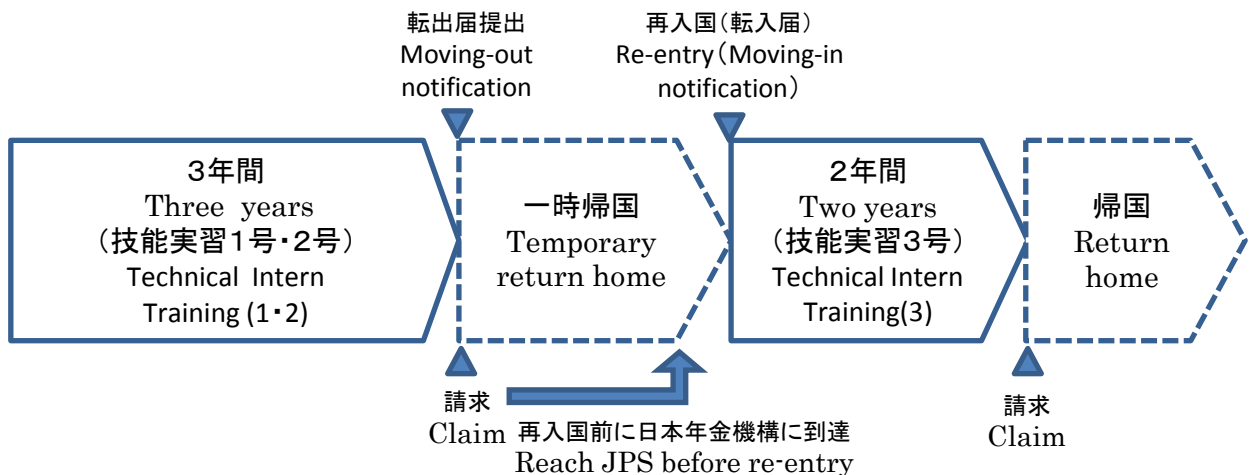 転出届提出
Moving-out
notification
再入国（転入届）
Re-entry（Moving-in
notification）
３年間
Three years
（技能実習１号・２号）
Technical Intern
Training (1・2)
一時帰国
Temporary
return home
２年間
Two years
（技能実習３号）
Technical Intern
Training(3)
帰国
Return
home
請求
Claim
再入国前に日本年金機構に到達
Reach JPS before re-entry
請求
Claim